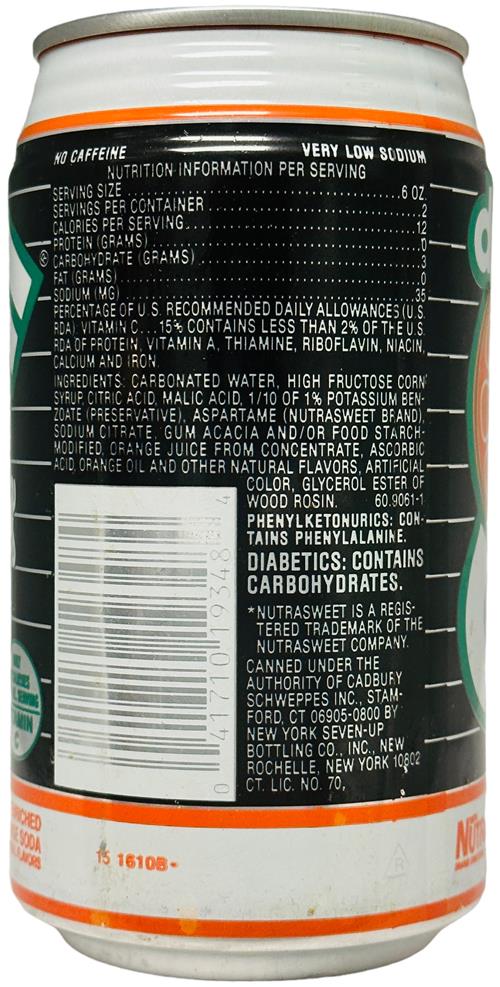 NO CAFFEINE VERY LOW SODIUM
NUTRITION INFORMATION PER SERVING
SERVING SIZE 6 OZ.
SERVINGS PER CONTAINER 2
CALORIES PER SERVING 12
PROTEIN (GRAMS) 0
® CARBOHYDRATE (GRAMS) 3
FAT (GRAMS) 0
SODIUM (MG) 35
PERCENTAGE OF U.S. RECOMMENDED DAILY ALLOWANCES (U.S.
RDA): VITAMIN C...15% CONTAINS LESS THAN 2% OF THE U.S.
RDA OF PROTEIN, VITAMIN A, THIAMINE, RIBOFLAVIN, NIACIN,
CALCIUM AND IRON.
INGREDIENTS: CARBONATED WATER, HIGH FRUCTOSE CORN
SYRUP, CITRIC ACID, MALIC ACID, 1/10 OF 1% POTASSIUM BEN-
ZOATE (PRESERVATIVE), ASPARTAME (NUTRASWEET BRAND),
SODIUM CITRATE, GUM ACACIA AND/OR FOOD STARCH-
MODIFIED, ORANGE JUICE FROM CONCENTRATE, ASCORBIC
ACID, ORANGE OIL AND OTHER NATURAL FLAVORS, ARTIFICIAL
COLOR, GLYCEROL ESTER OF
WOOD ROSIN. 60.9061-1
PHENYLKETONURICS: CON-
TAINS PHENYLALANINE.
DIABETICS: CONTAINS
CARBOHYDRATES.
*NUTRASWEET IS A REGIS-
TERED TRADEMARK OF THE
NUTRASWEET COMPANY.
CANNED UNDER THE
AUTHORITY OF CADBURY
SCHWEPPES INC., STAM-
FORD, CT 06905-0800 BY
NEW YORK SEVEN-UP
BOTTLING CO., INC., NEW
ROCHELLE, NEW YORK 10802
CT. LIC. NO. 70,
0 41710 19348 4
C
SODA
FLAVORS
15 1610B-
R